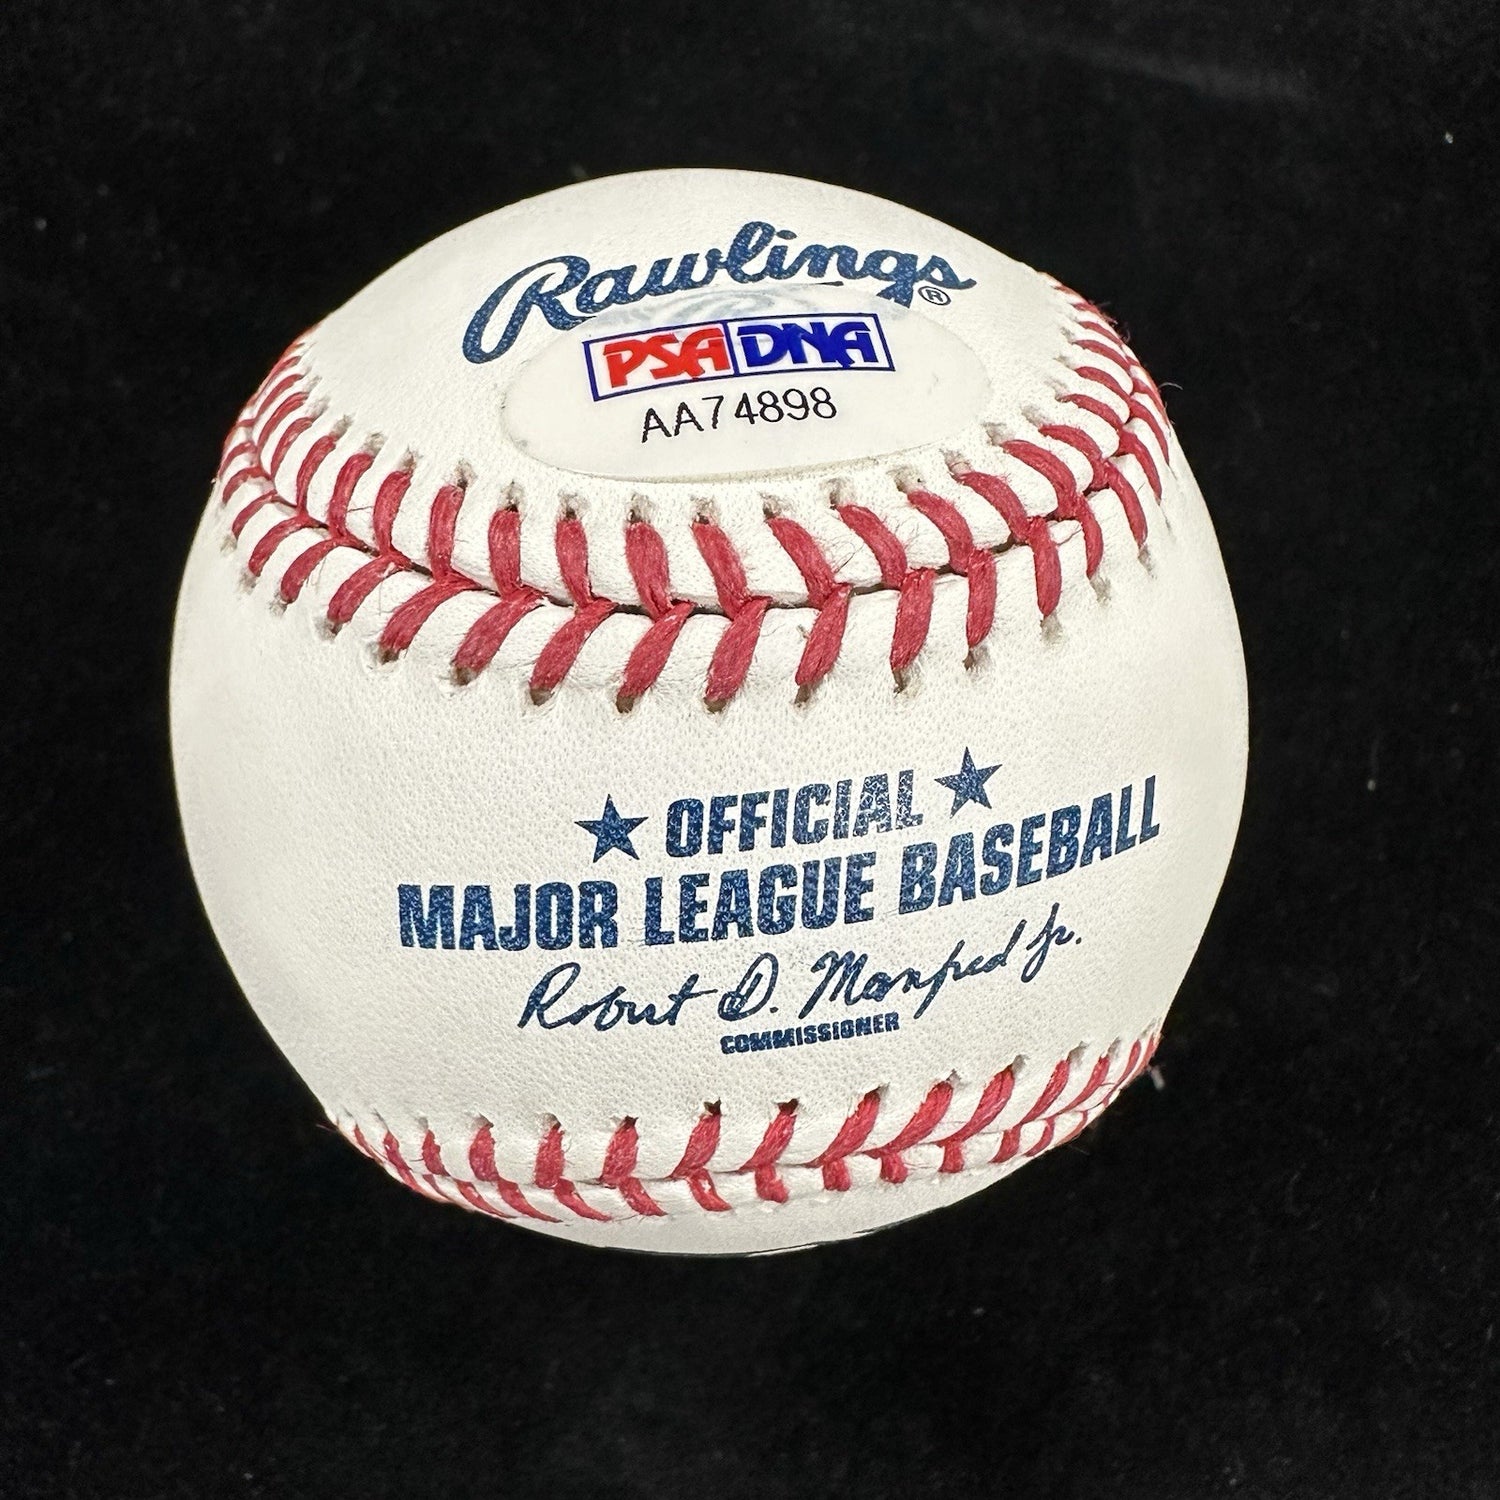 Rawlings®
PSA DNA
AA74898
★ OFFICIAL ★
MAJOR LEAGUE BASEBALL
Robert D. Manfred Jr.
COMMISSIONER